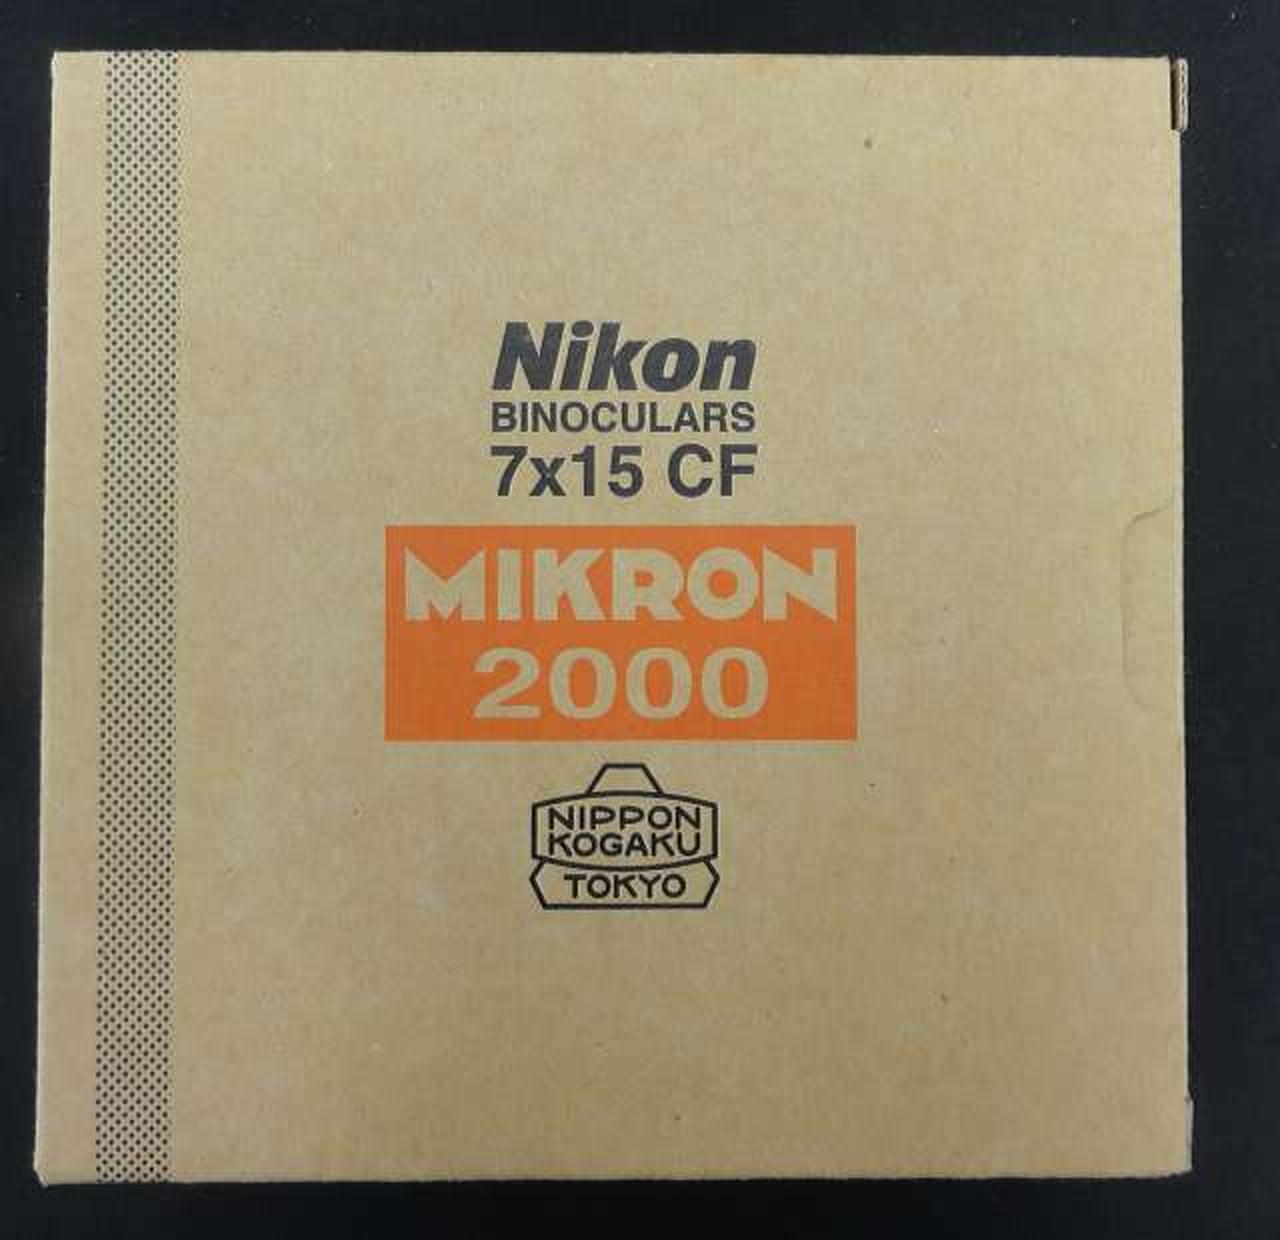 Nikon
BINOCULARS
7x15 CF
MIKRON
2000
NIPPON
KOGAKU
TOKYO